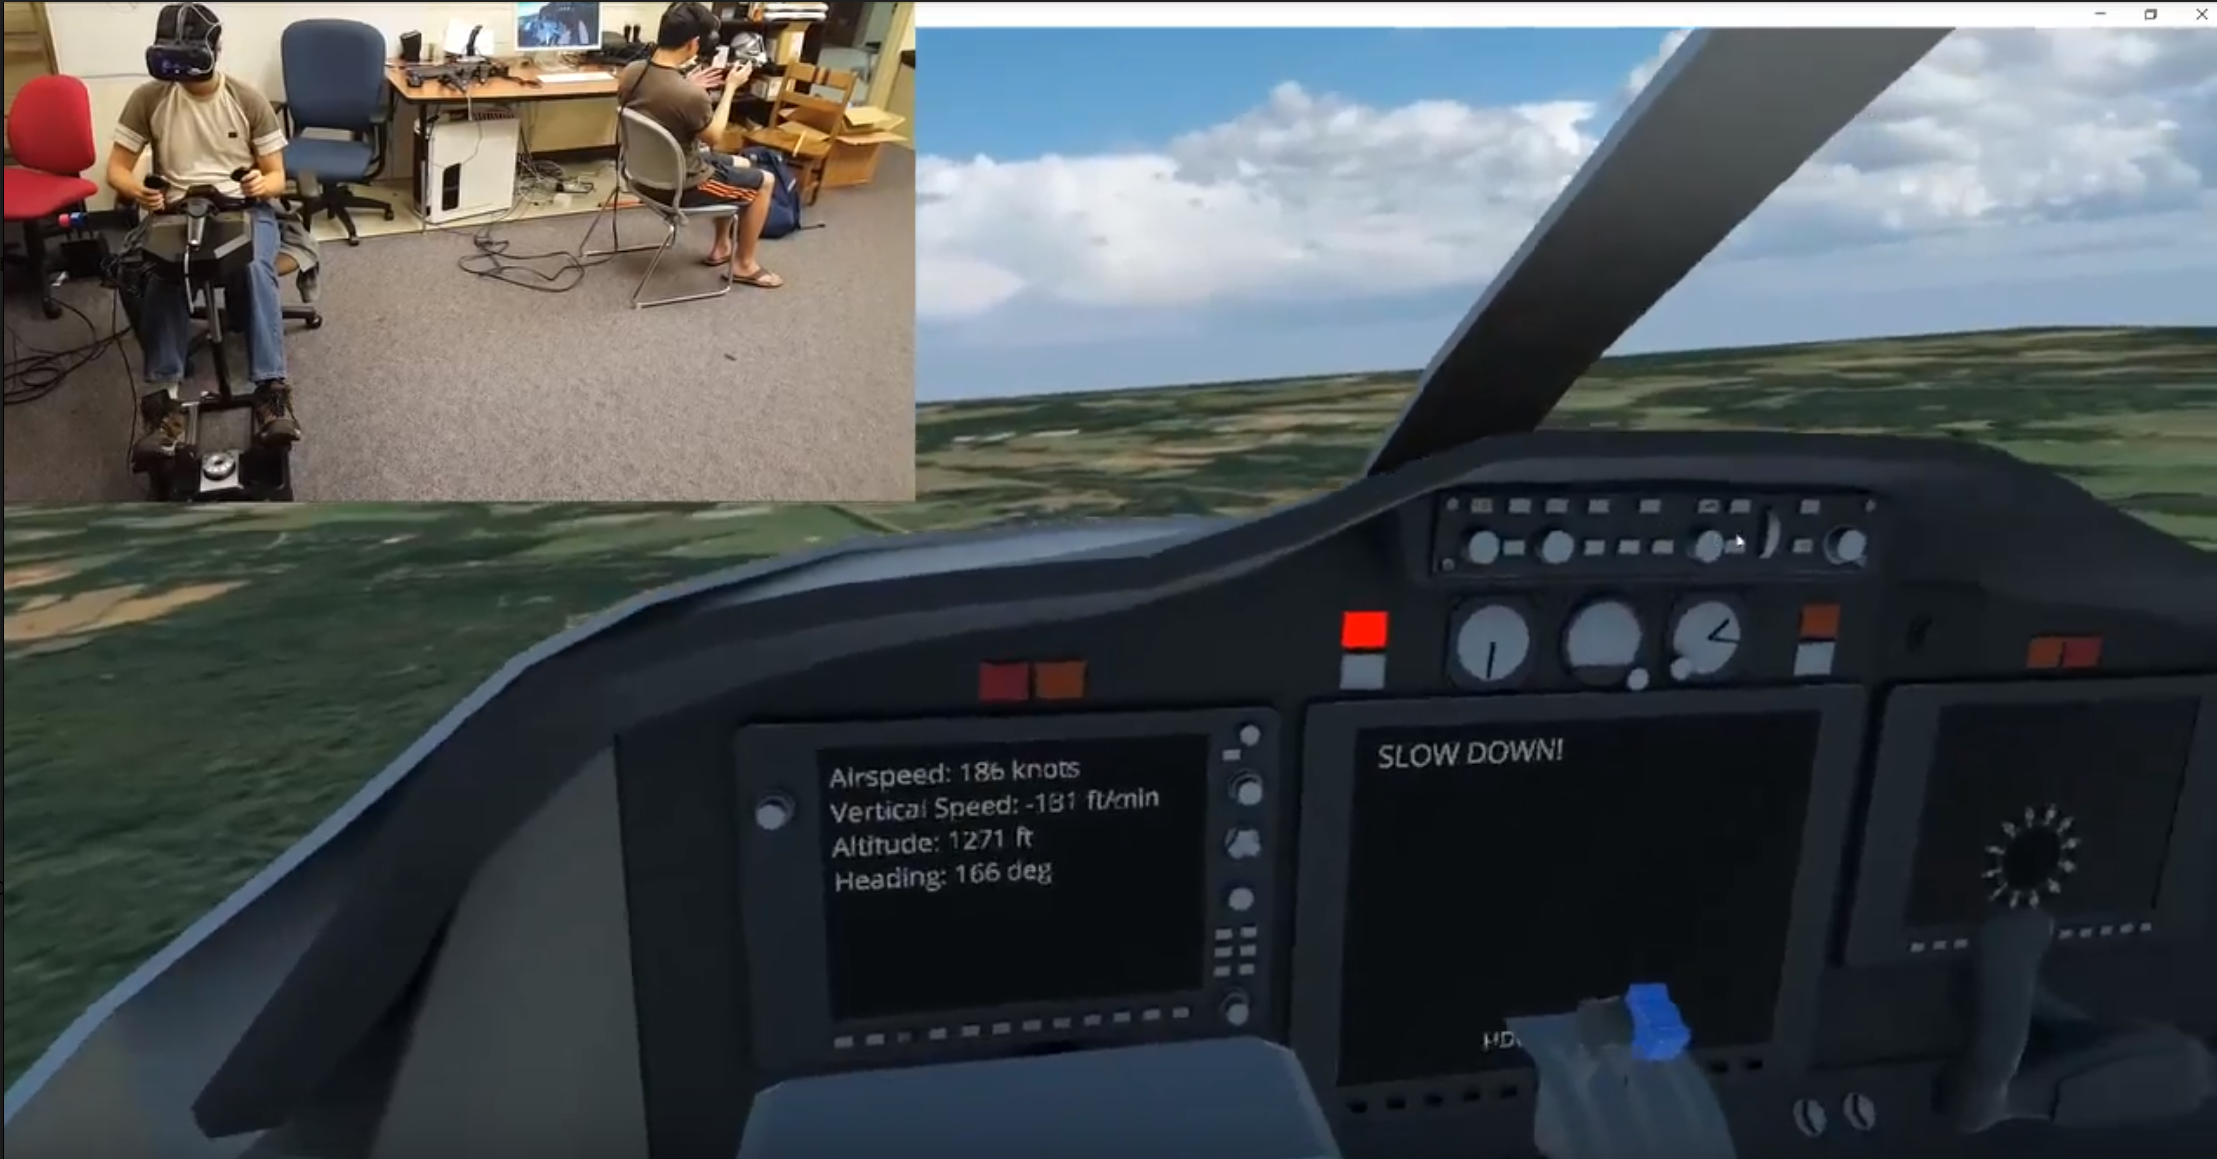 Airspeed: 186 knots
Vertical Speed: -181 ft/min
Altitude: 1271 ft
Heading: 166 deg
SLOW DOWN!